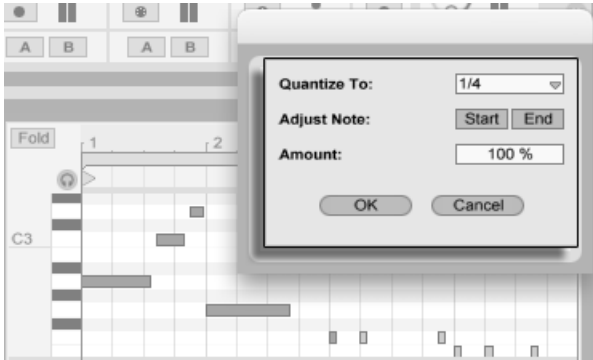 A B A B
Quantize To: 1/4
Adjust Note: Start End
Amount: 100 %
OK Cancel
Fold 1 2
C3